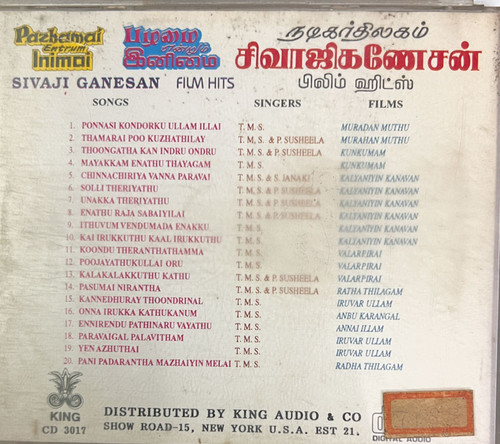 Pazhamai பழமை நடிகர்திலகம்
Entrum என்றும்
Inimai இனிமை சிவாஜிகணேசன்
SIVAJI GANESAN FILM HITS பிலிம் ஹிட்ஸ்
SONGS SINGERS FILMS
1. PONNASI KONDORKU ULLAM ILLAI T. M. S. MURADAN MUTHU
2. THAMARAI POO KUZHATHILAY T. M. S. & P. SUSHEELA MURAHAN MUTHU
3. THOONGATHA KAN INDRU ONDRU T. M. S. & P. SUSHEELA KUNKUMAM
4. MAYAKKAM ENATHU THAYAGAM T. M. S. KUNKUMAM
5. CHINNACHIRIYA VANNA PARAVAI T. M. S. & S. JANAKI KALYANIYIN KANAVAN
6. SOLLI THERIYATHU T. M. S. & P. SUSHEELA KALYANIYIN KANAVAN
7. UNAKKA THERIYATHU T. M. S. & P. SUSHEELA KALYANIYIN KANAVAN
8. ENATHU RAJA SABAIYILAI T. M. S. & P. SUSHEELA KALYANIYIN KANAVAN
9. ITHUVUM VENDUMADA ENAKKU T. M. S. KALYANIYIN KANAVAN
10. KAI IRUKKUTHU KAAL IRUKKUTHU T. M. S. KALYANIYIN KANAVAN
11. KOONDU THERANTHATHAMMA T. M. S. VALARPIRAI
12. POOJAYATHUKULLAI ORU T. M. S. VALARPIRAI
13. KALAKALAKKUTHU KATHU T. M. S. & P. SUSHEELA VALARPIRAI
14. PASUMAI NIRANTHA T. M. S. & P. SUSHEELA RATHA THILAGAM
15. KANNEDHURAY THOONDRINAL T. M. S. IRUVAR ULLAM
16. ONNA IRUKKA KATHUKANUM T. M. S. ANBU KARANGAL
17. ENNIRENDU PATHINARU VAYATHU T. M. S. ANNAI ILLAM
18. PARAVAIGAL PALAVITHAM T. M. S. IRUVAR ULLAM
19. YEN AZHUTHAI T. M. S. IRUVAR ULLAM
20. PANI PADARANTHA MAZHAIYIN MELAI T. M. S. RADHA THILAGAM
KING DISTRIBUTED BY KING AUDIO & CO
CD 3017 SHOW ROAD-15, NEW YORK U.S.A. EST 21.
DIGITAL AUDIO